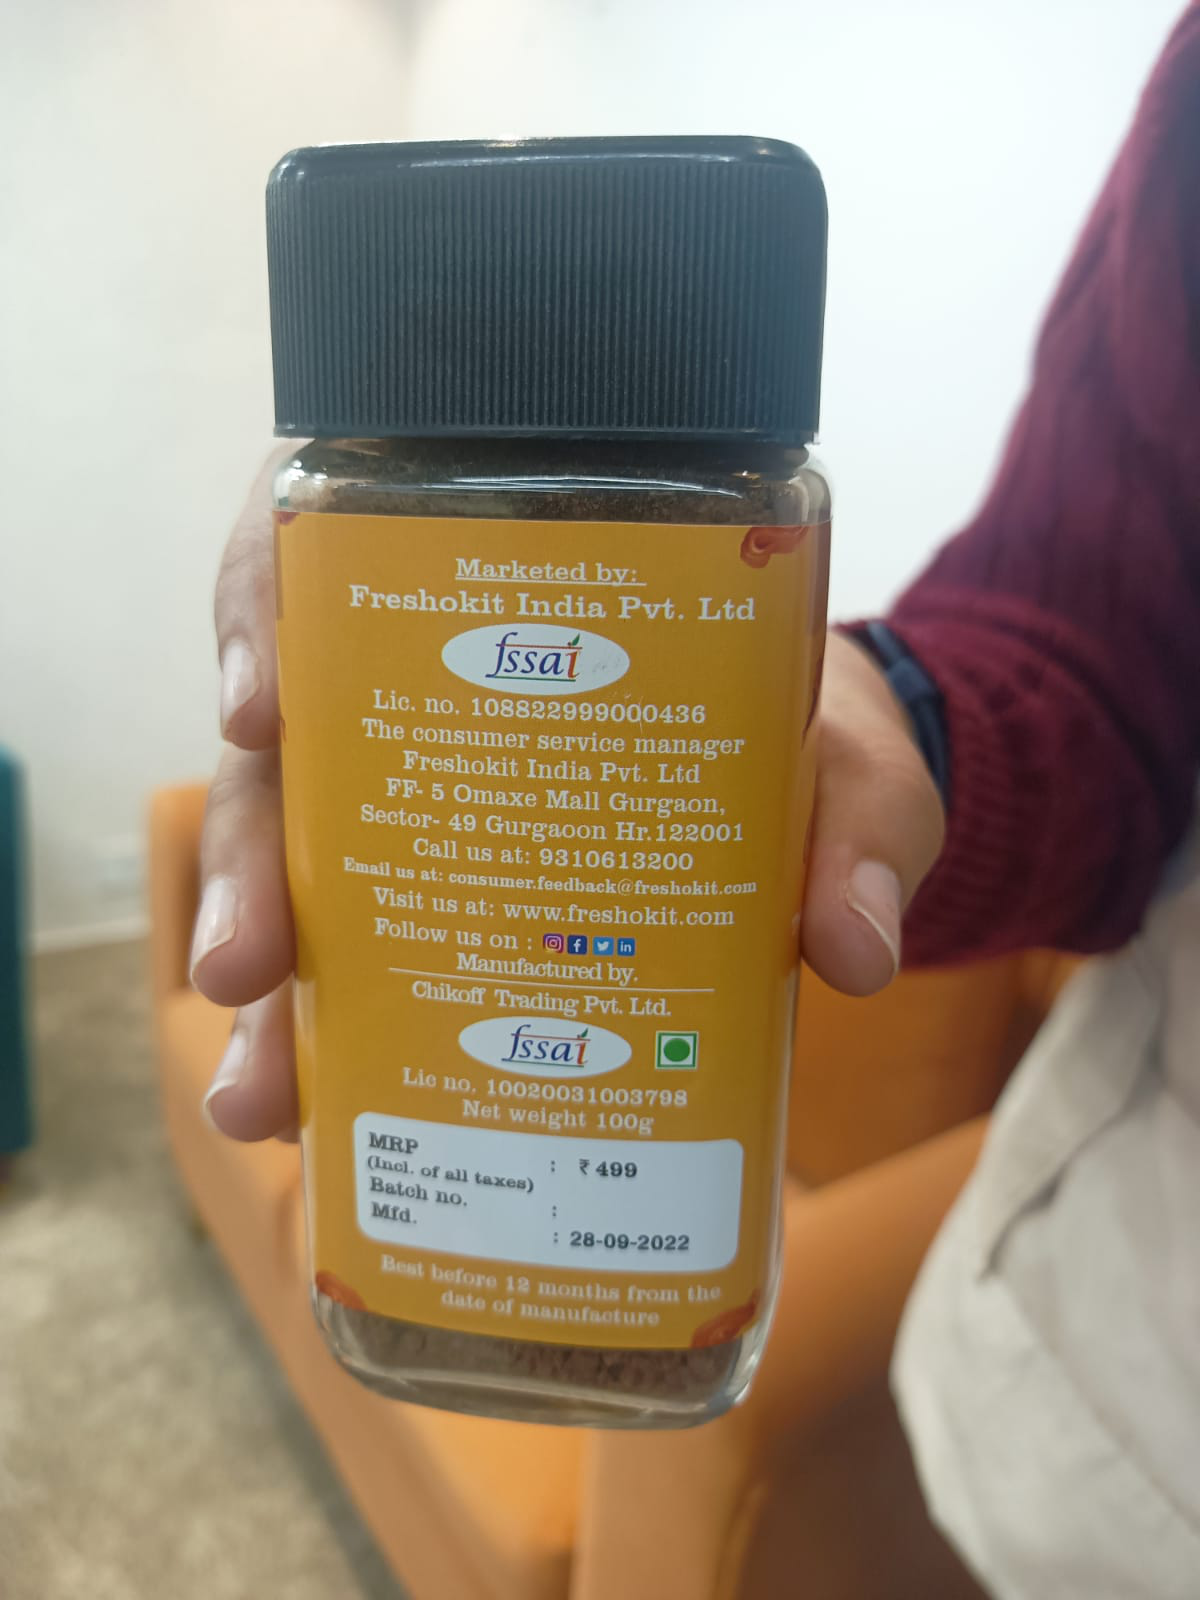 Marketed by:
Freshokit India Pvt. Ltd
fssai
Lic. no. 108822999000436
The consumer service manager
Freshokit India Pvt. Ltd
FF- 5 Omaxe Mall Gurgaon,
Sector- 49 Gurgaoon Hr.122001
Call us at: 9310613200
Email us at: consumer.feedback@freshokit.com
Visit us at: www.freshokit.com
Follow us on :
Manufactured by.
Chikoff Trading Pvt. Ltd.
fssai
Lic no. 10020031003798
Net weight 100g
MRP : ₹ 499
(Incl. of all taxes)
Batch no. :
Mfd. : 28-09-2022
Best before 12 months from the
date of manufacture